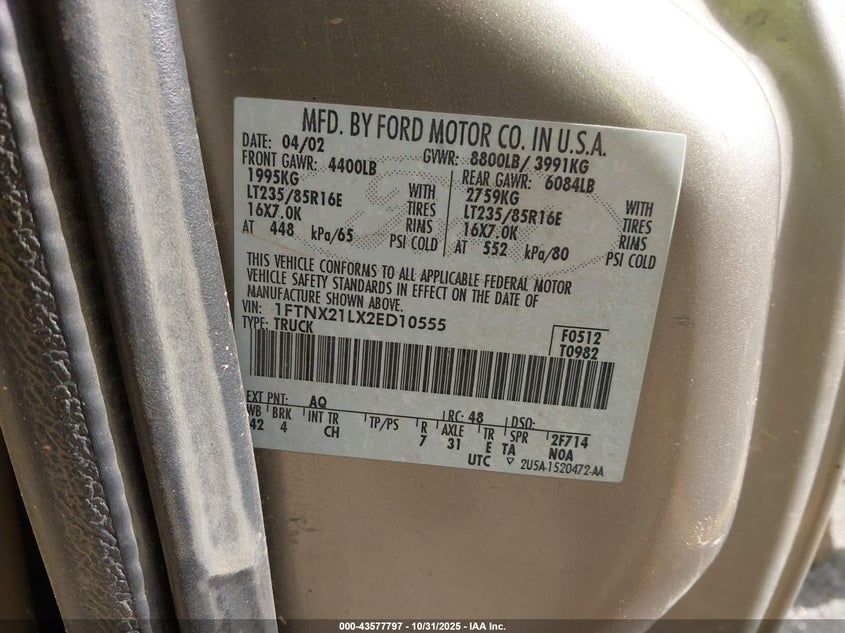 MFD. BY FORD MOTOR CO. IN U.S.A.
DATE: 04/02 GVWR: 8800LB/ 3991KG
FRONT GAWR: 4400LB REAR GAWR: 6084LB
1995KG WITH 2759KG WITH
LT235/85R16E TIRES LT235/85R16E TIRES
16X7.0K RIMS 16X7.0K RIMS
AT 448 kPa/65 PSI COLD AT 552 kPa/80 PSI COLD
THIS VEHICLE CONFORMS TO ALL APPLICABLE FEDERAL MOTOR
VEHICLE SAFETY STANDARDS IN EFFECT ON THE DATE OF
MANUFACTURE SHOWN ABOVE.
VIN: 1FTNX21LX2ED10555
TYPE: TRUCK
F0512
T0982
EXT PNT: AQ RC: 48 DSO:
WB BRK INT TR TP/PS R AXLE TR SPR 2F714
42 4 CH 7 31 E TA N0A
UTC ▽ 2U5A-1520472-AA
000-43577797 - 10/31/2025 - IAA Inc.